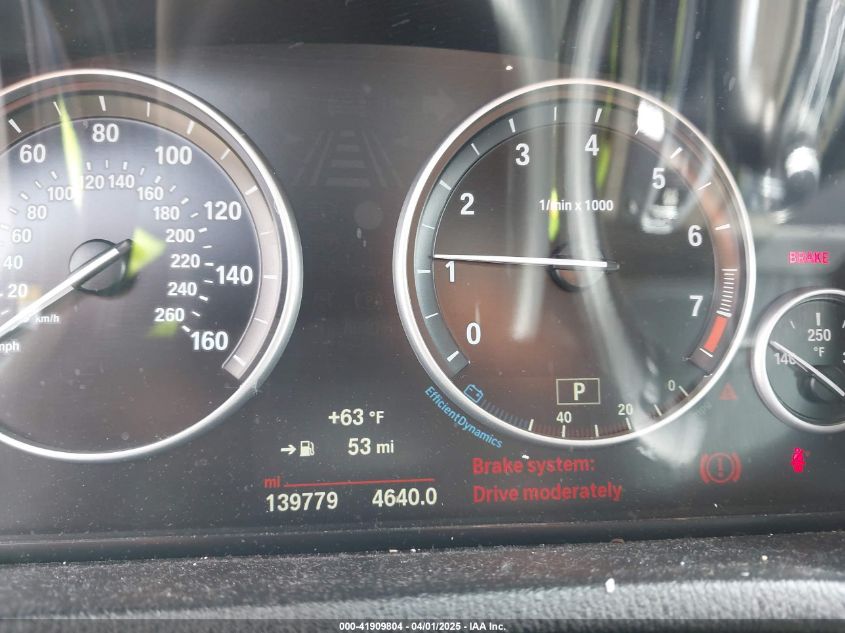 60 80 100 120 140 160
20 40 60 80 100 120 140 160 180 200 220 240 260
km/h
mph
0 1 2 3 4 5 6 7
1/min x 1000
P
40 20 0
EfficientDynamics
BRAKE
140 250
°F
+63 °F
53 mi
mi
139779 4640.0
Brake system:
Drive moderately
000-41909804 - 04/01/2025 - IAA Inc.